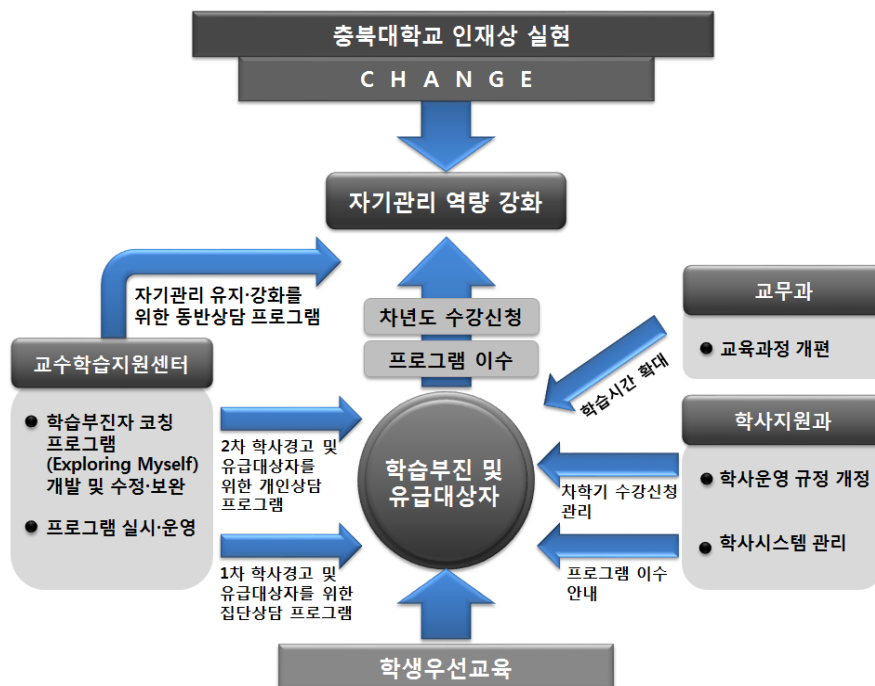 충북대학교 인재상 실현
C H A N G E
자기관리 역량 강화
자기관리 유지·강화를
위한 동반상담 프로그램
차년도 수강신청
프로그램 이수
교무과
교육과정 개편
학습시간 확대
교수학습지원센터
학습부진자 코칭
프로그램
(Exploring Myself)
개발 및 수정·보완
프로그램 실시·운영
2차 학사경고 및
유급대상자를
위한 개인상담
프로그램
1차 학사경고 및
유급대상자를 위한
집단상담 프로그램
학습부진 및
유급대상자
학사지원과
학사운영 규정 개정
학사시스템 관리
차학기 수강신청
관리
프로그램 이수
안내
학생우선교육